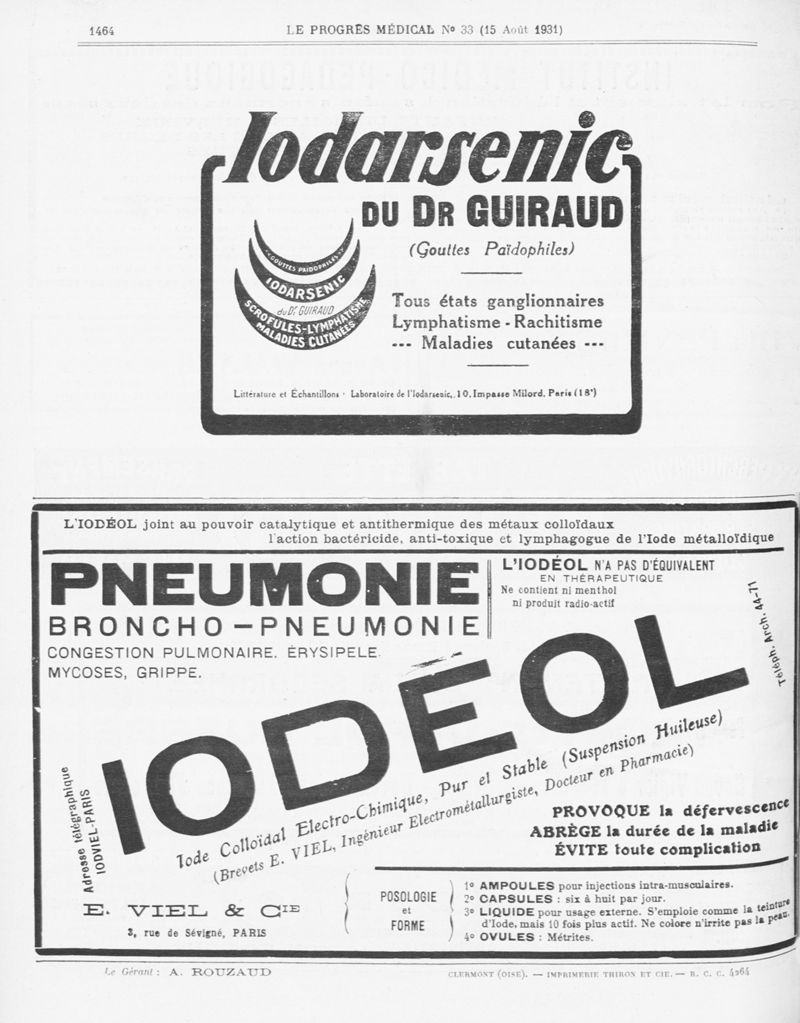 1464
LE PROGRÈS MÉDICAL Nº 33 (15 Août 1931)
Iodarsenic
DU DR GUIRAUD
(Gouttes Païdophiles)
GOUTTES PAIDOPHILES
IODARSENIC
du Dr. GUIRAUD
SCROFULES-LYMPHATISME
MALADIES CUTANÉES
Tous états ganglionnaires
Lymphatisme - Rachitisme
--- Maladies cutanées ---
Littérature et Échantillons · Laboratoire de l'Iodarsenic, 10, Impasse Milord, Paris (18e)
L'IODÉOL joint au pouvoir catalytique et antithermique des métaux colloïdaux
l'action bactéricide, anti-toxique et lymphagogue de l'Iode métalloïdique
PNEUMONIE
BRONCHO-PNEUMONIE
CONGESTION PULMONAIRE. ÉRYSIPELE.
MYCOSES, GRIPPE.
L'IODÉOL N'A PAS D'ÉQUIVALENT
EN THÉRAPEUTIQUE
Ne contient ni menthol
ni produit radio-actif
Téléph. Arch. 44-71
IODÉOL
Iode Colloïdal Electro-Chimique, Pur et Stable (Suspension Huileuse)
(Brevets E. VIEL, Ingénieur Electrométallurgiste, Docteur en Pharmacie)
Adresse télégraphique
IODVIEL-PARIS
PROVOQUE la défervescence
ABRÈGE la durée de la maladie
ÉVITE toute complication
E. VIEL & CIE
3, rue de Sévigné, PARIS
POSOLOGIE
et
FORME
1º AMPOULES pour injections intra-musculaires.
2º CAPSULES : six à huit par jour.
3º LIQUIDE pour usage externe. S'emploie comme la teinture
d'Iode, mais 10 fois plus actif. Ne colore n'irrite pas la peau.
4º OVULES : Métrites.
Le Gérant : A. ROUZAUD
CLERMONT (OISE). — IMPRIMERIE THIRON ET CIE. — R. C. C. 4264